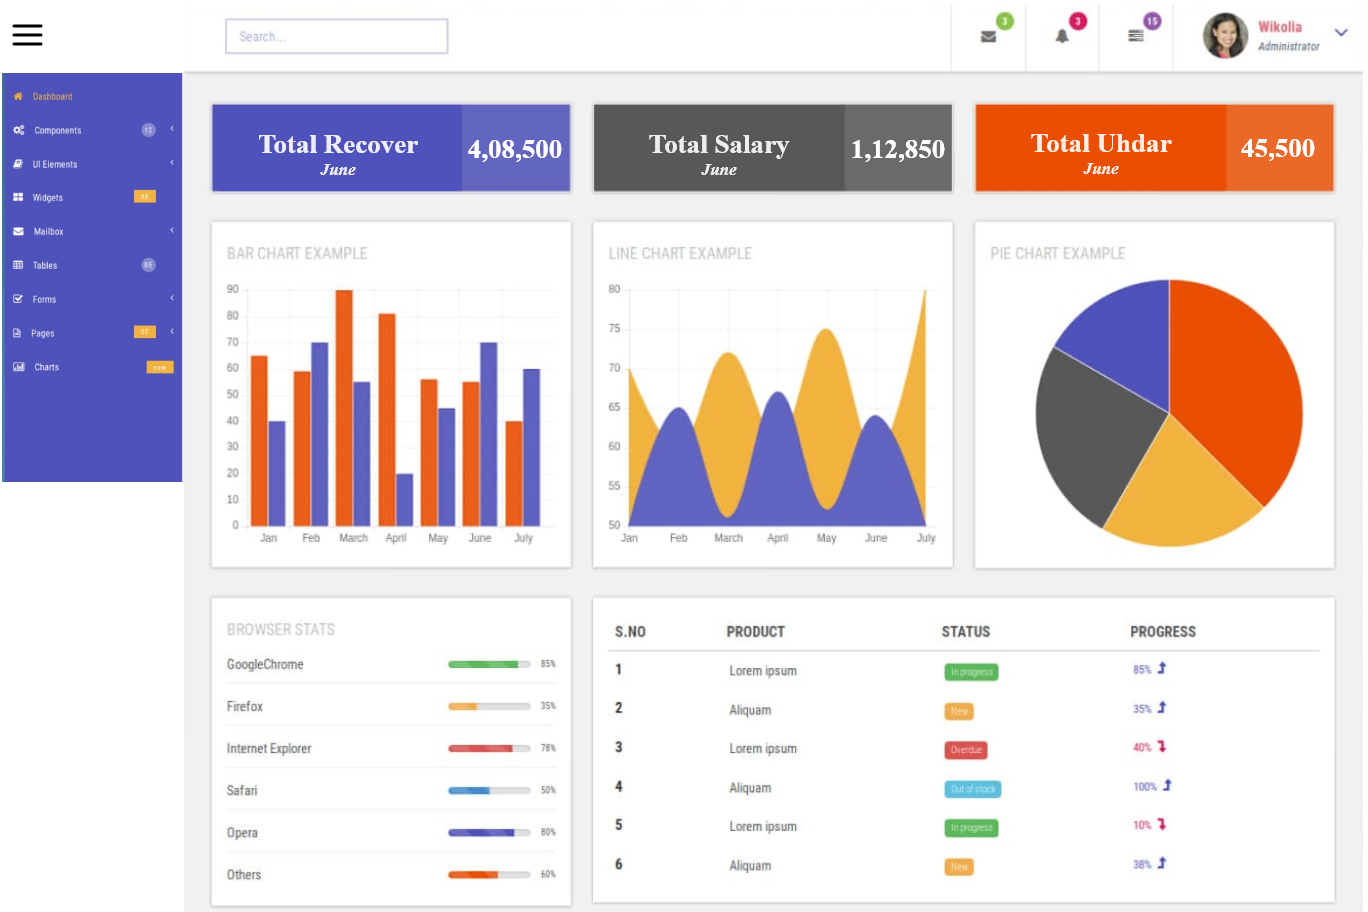 Search...
3
3
15
Wikolia
Administrator
Dashboard
Components 12
UI Elements
Widgets
Mailbox
Tables 05
Forms
Pages
Charts new
Total Recover
June
4,08,500
Total Salary
June
1,12,850
Total Uhdar
June
45,500
BAR CHART EXAMPLE
90
80
70
60
50
40
30
20
10
0
Jan Feb March April May June July
LINE CHART EXAMPLE
80
75
70
65
60
55
50
Jan Feb March April May June July
PIE CHART EXAMPLE
BROWSER STATS
GoogleChrome 85%
Firefox 35%
Internet Explorer 78%
Safari 50%
Opera 80%
Others 60%
S.NO PRODUCT STATUS PROGRESS
1 Lorem ipsum In progress 85%
2 Aliquam New 35%
3 Lorem ipsum Overdue 40%
4 Aliquam Out of stock 100%
5 Lorem ipsum In progress 10%
6 Aliquam New 38%